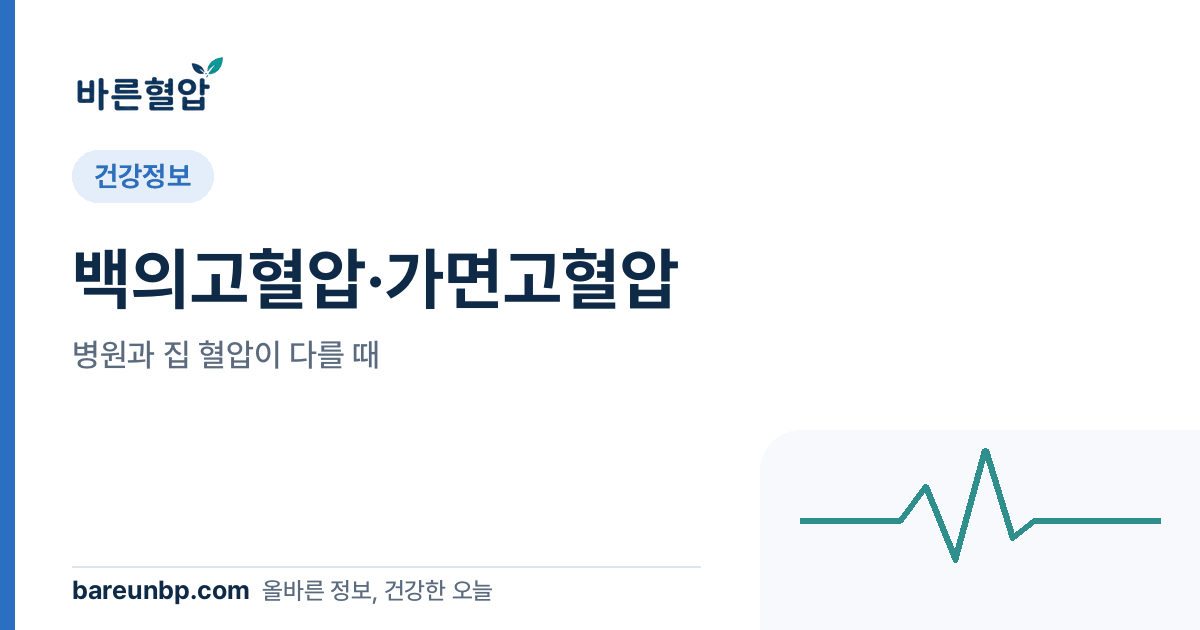 바른혈압
건강정보
백의고혈압·가면고혈압
병원과 집 혈압이 다를 때
bareunbp.com 올바른 정보, 건강한 오늘